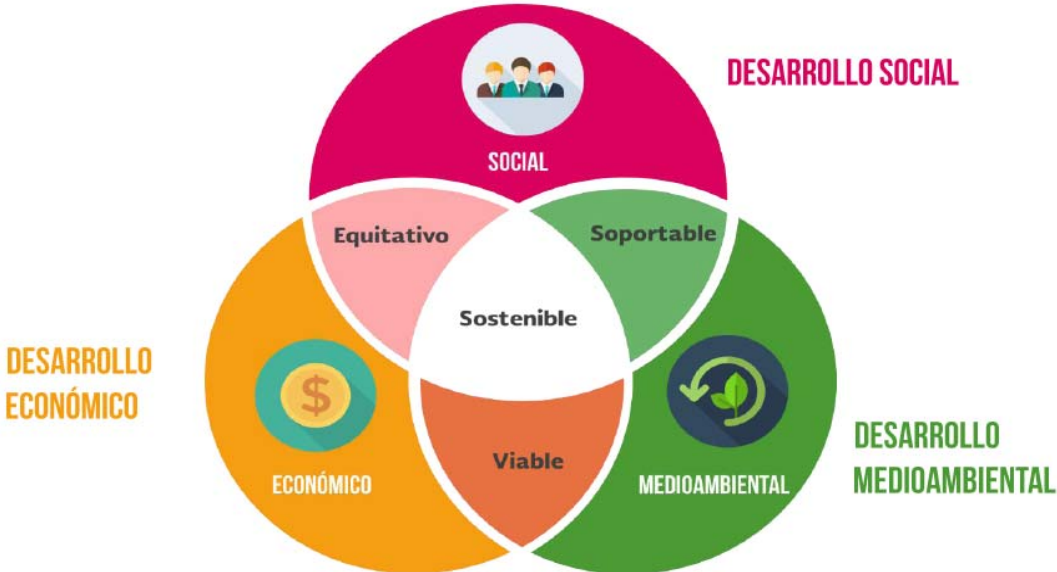 DESARROLLO SOCIAL
SOCIAL
Equitativo
Soportable
Sostenible
DESARROLLO
ECONÓMICO
$
Viable
ECONÓMICO
MEDIOAMBIENTAL
DESARROLLO
MEDIOAMBIENTAL